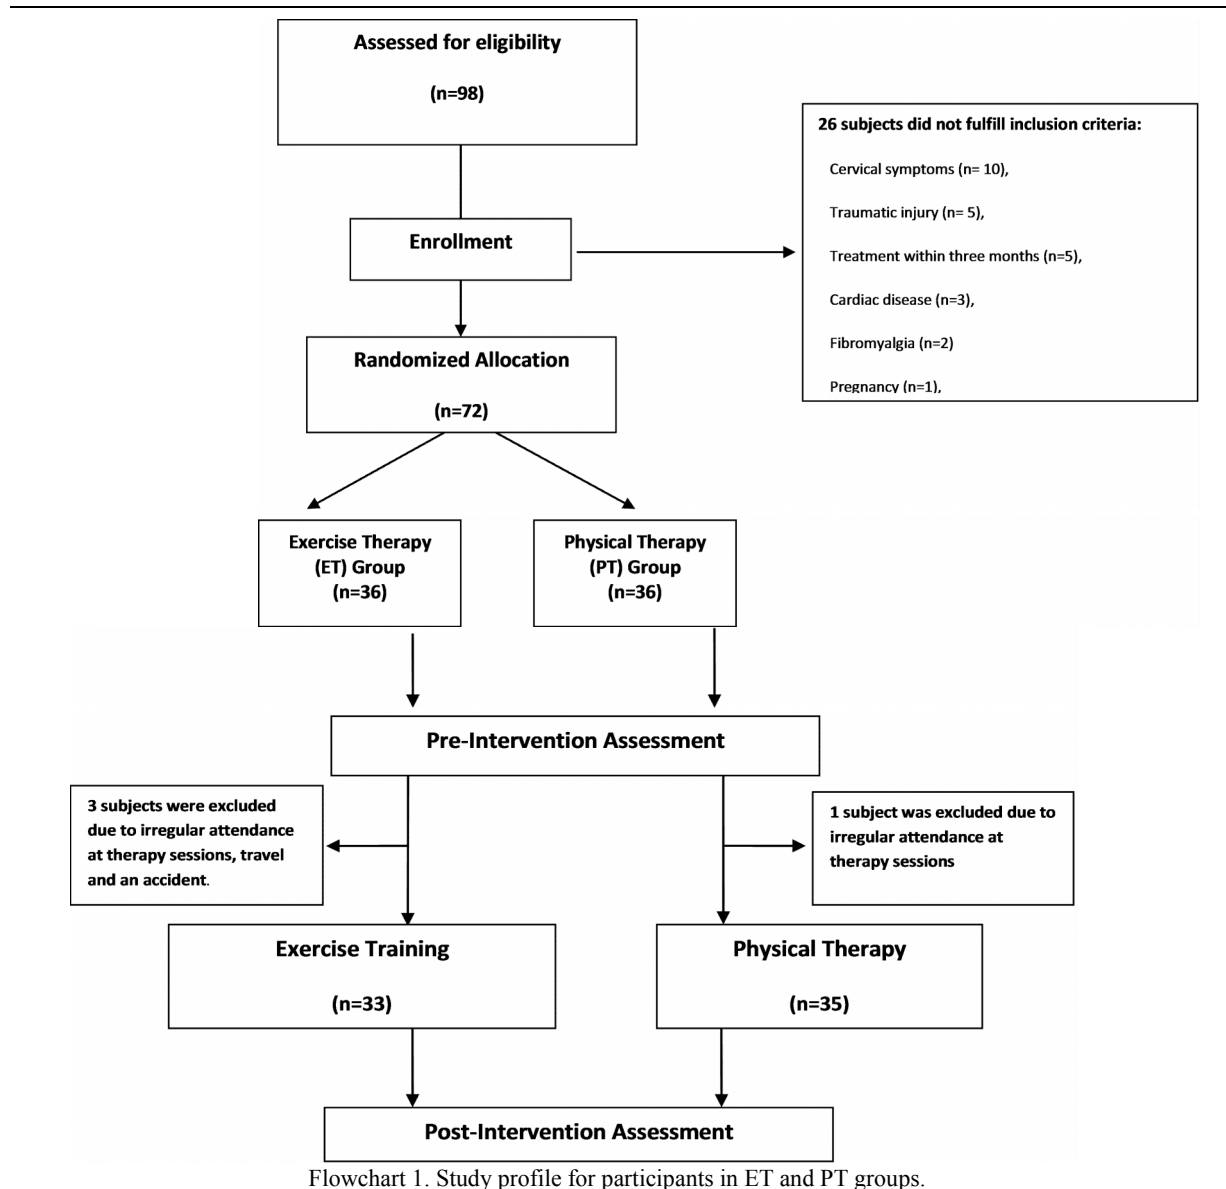 Assessed for eligibility
(n=98)
26 subjects did not fulfill inclusion criteria:
Cervical symptoms (n= 10),
Traumatic injury (n= 5),
Treatment within three months (n=5),
Cardiac disease (n=3),
Fibromyalgia (n=2)
Pregnancy (n=1),
Enrollment
Randomized Allocation
(n=72)
Exercise Therapy
(ET) Group
(n=36)
Physical Therapy
(PT) Group
(n=36)
Pre-Intervention Assessment
3 subjects were excluded
due to irregular attendance
at therapy sessions, travel
and an accident.
1 subject was excluded due to
irregular attendance at
therapy sessions
Exercise Training
(n=33)
Physical Therapy
(n=35)
Post-Intervention Assessment
Flowchart 1. Study profile for participants in ET and PT groups.